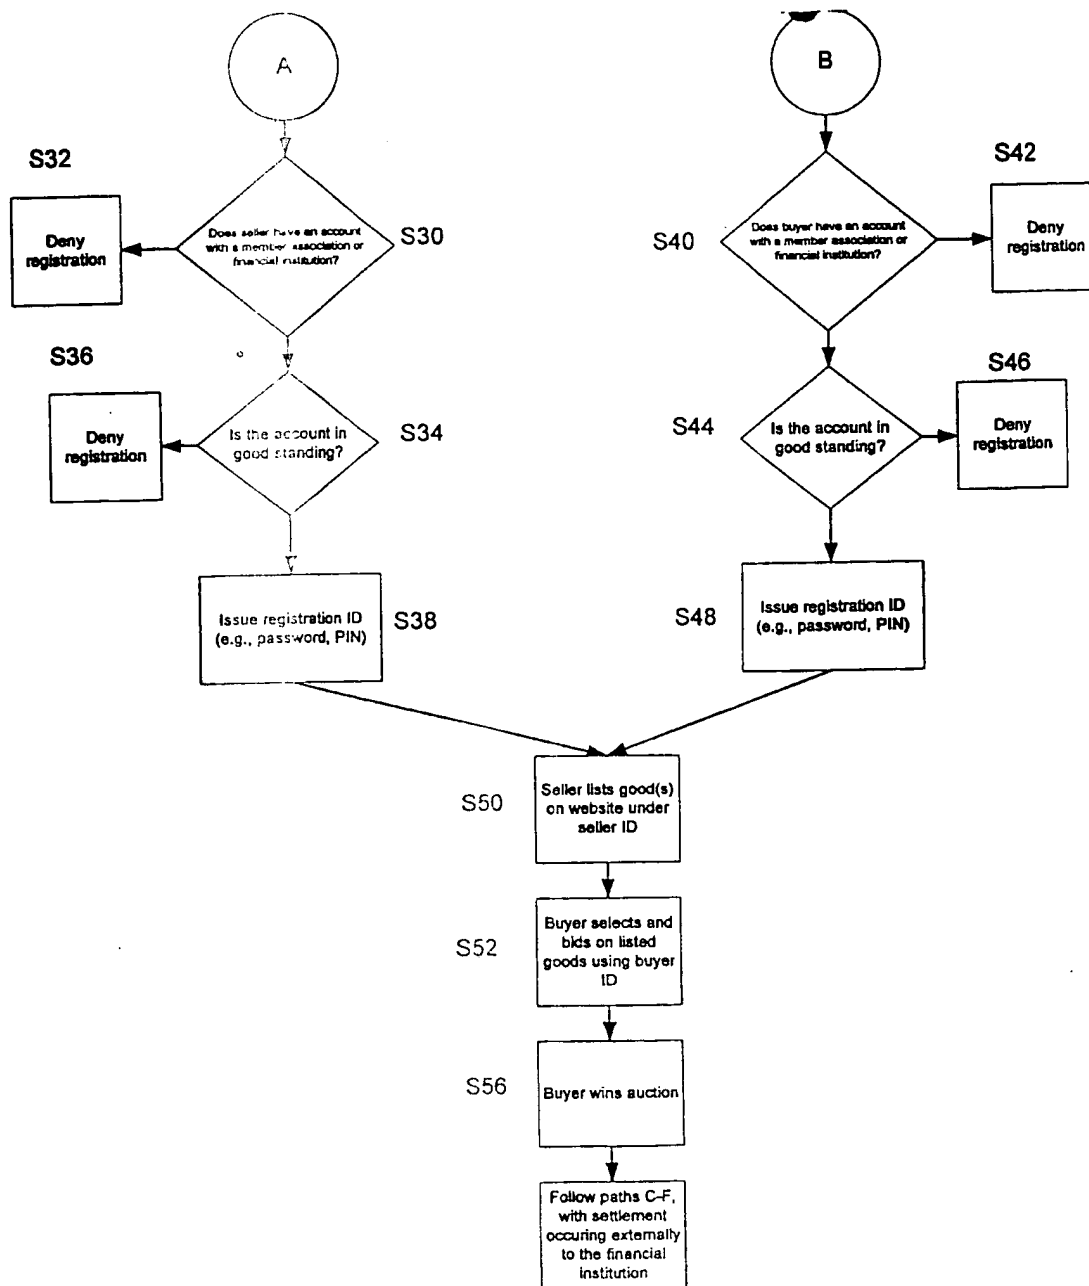 A
B
S32
Deny
registration
Does seller have an account
with a member association or
financial institution?
S30
S40
Does buyer have an account
with a member association or
financial institution?
S42
Deny
registration
S36
Deny
registration
Is the account in
good standing?
S34
S44
Is the account in
good standing?
S46
Deny
registration
Issue registration ID
(e.g., password, PIN)
S38
S48
Issue registration ID
(e.g., password, PIN)
S50
Seller lists good(s)
on website under
seller ID
S52
Buyer selects and
bids on listed
goods using buyer
ID
S56
Buyer wins auction
Follow paths C-F,
with settlement
occuring externally
to the financial
institution